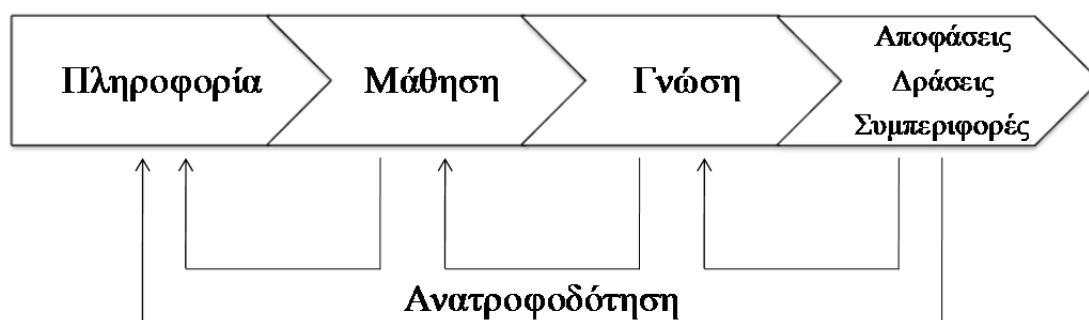 Πληροφορία
Μάθηση
Γνώση
Αποφάσεις
Δράσεις
Συμπεριφορές
Ανατροφοδότηση